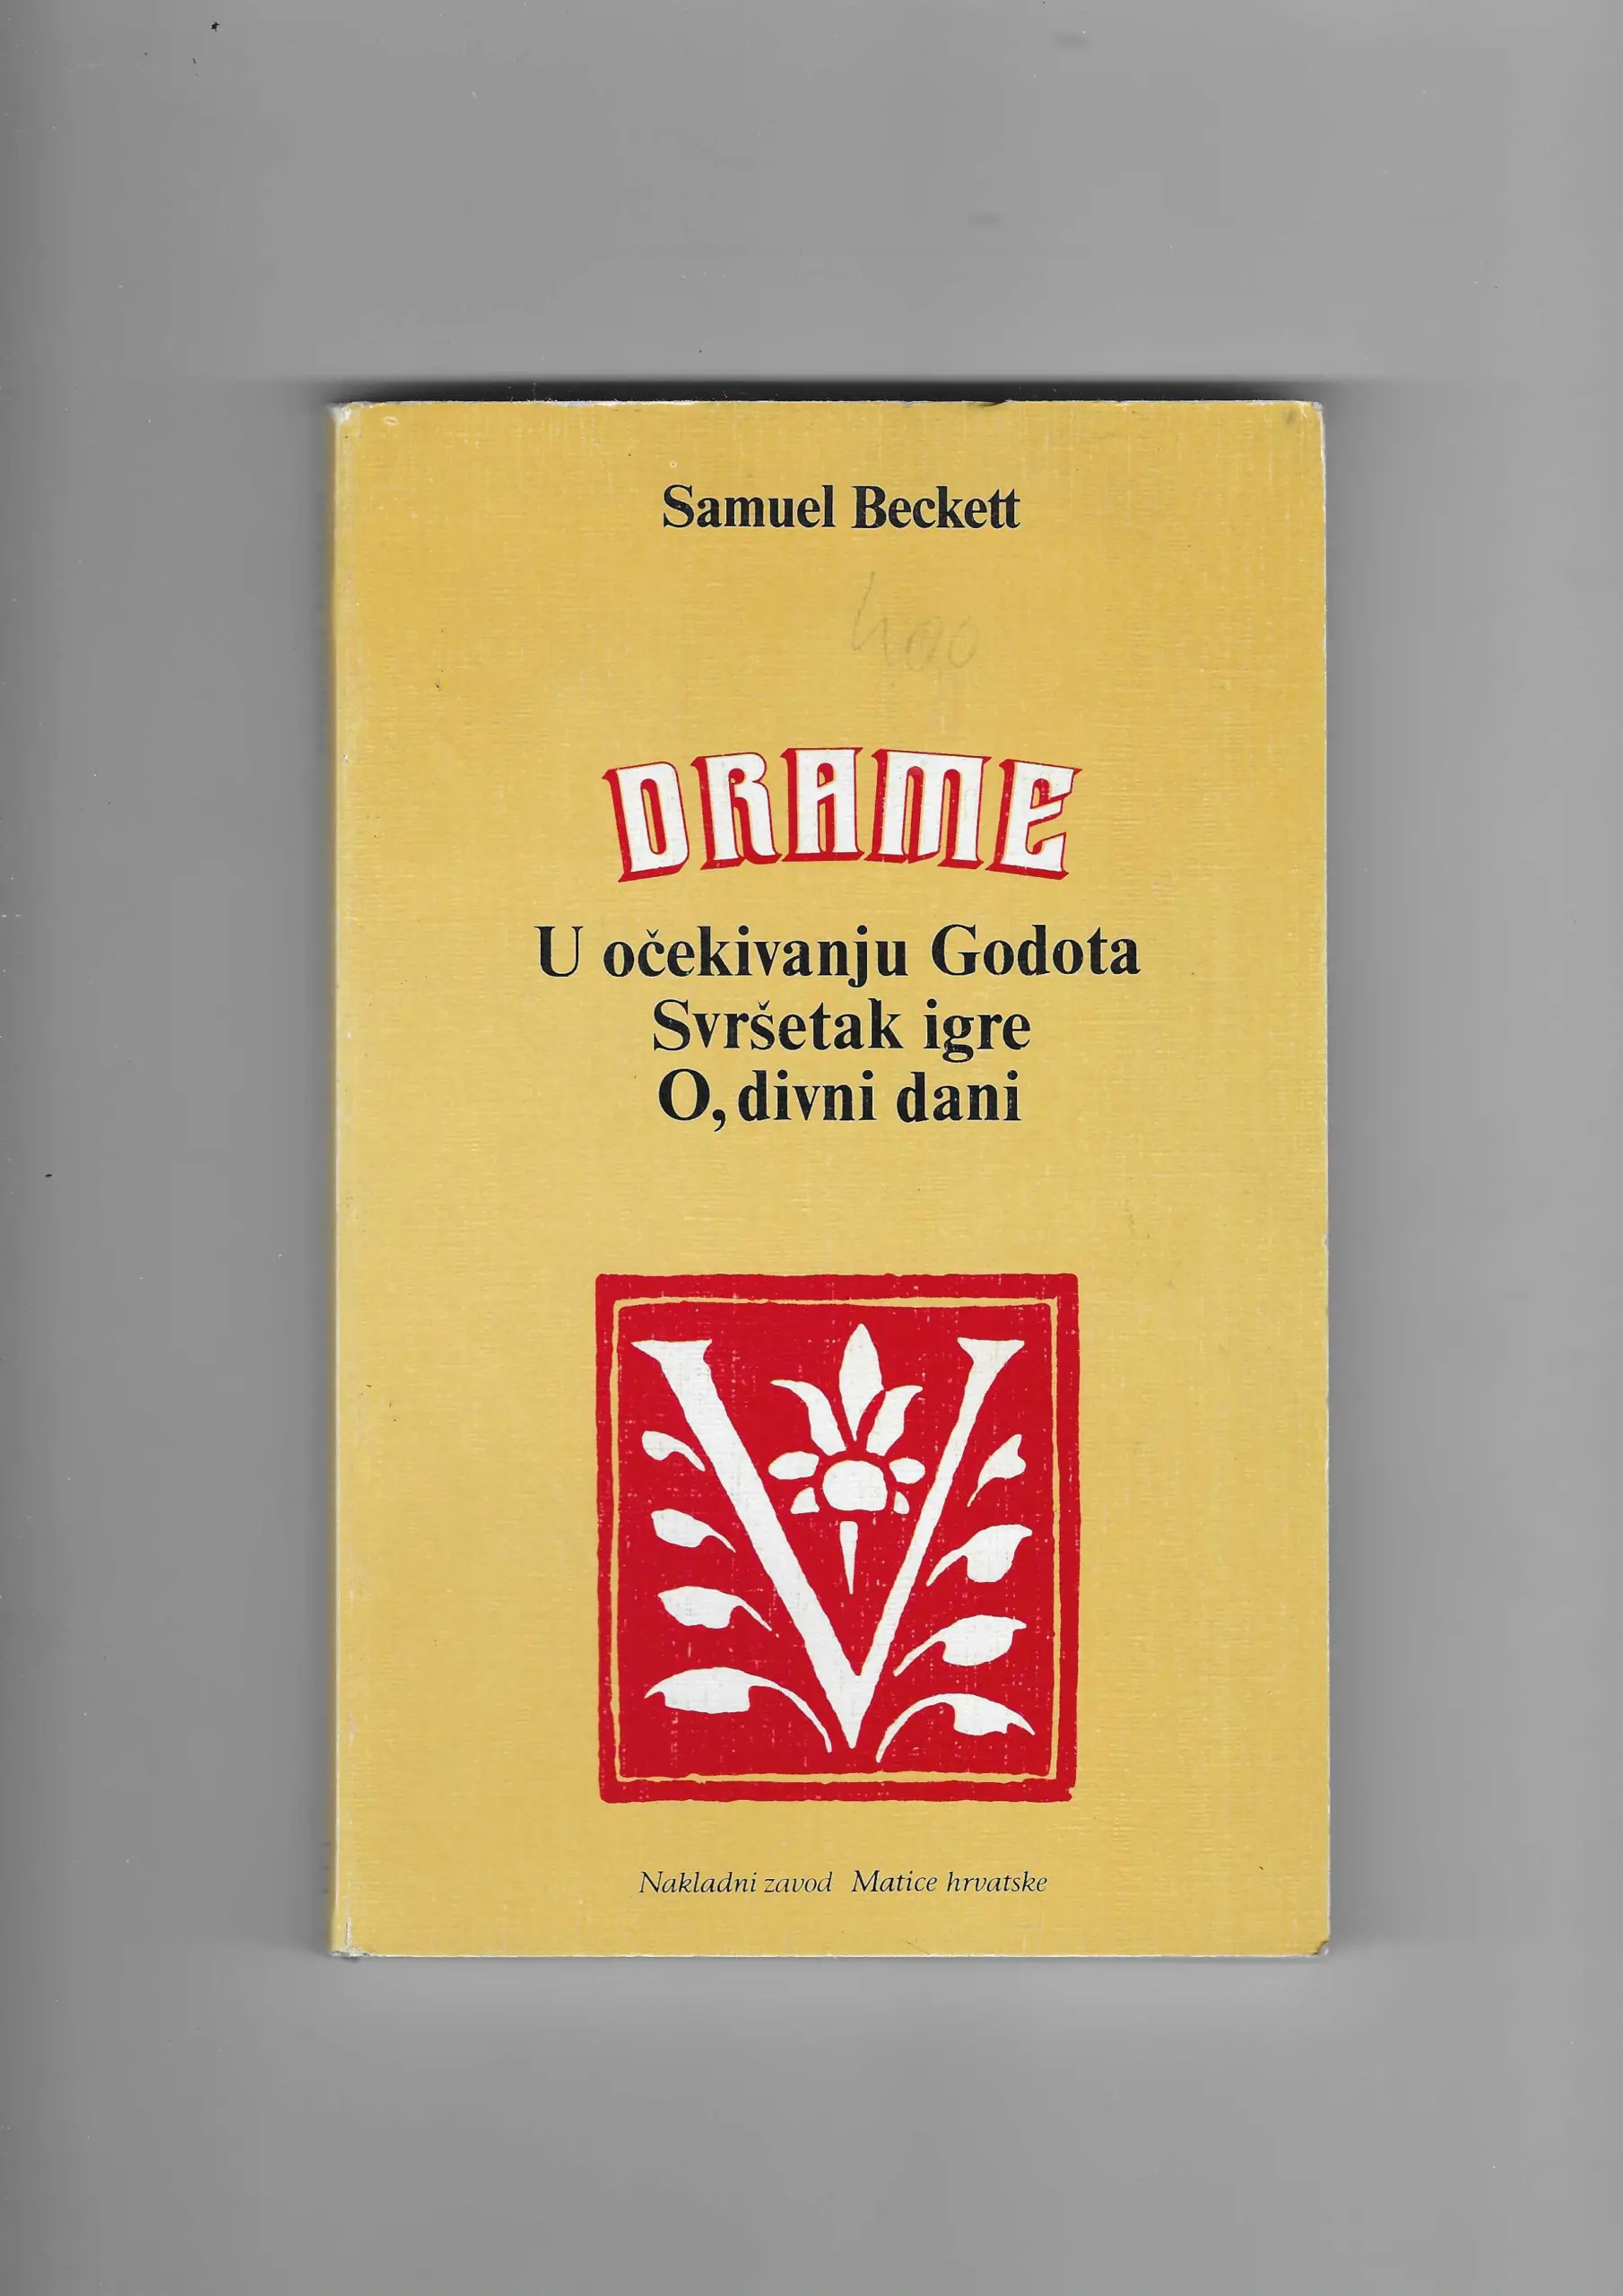 Samuel Beckett
400
DRAME
U očekivanju Godota
Svršetak igre
O, divni dani
V
Nakladni zavod Matice hrvatske